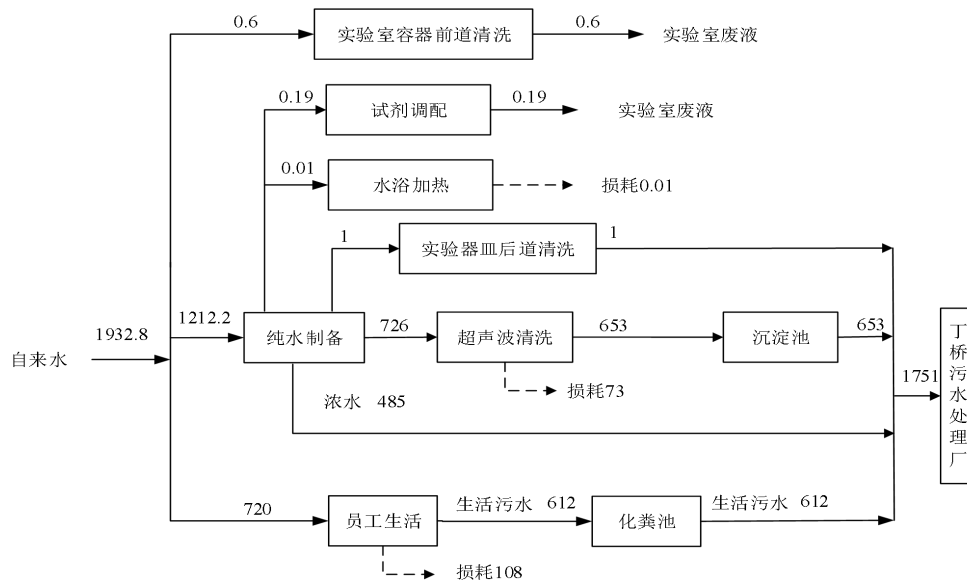 0.6
实验室容器前道清洗
0.6
实验室废液
0.19
试剂调配
0.19
实验室废液
0.01
水浴加热
损耗0.01
1
实验器皿后道清洗
1
自来水
1932.8
1212.2
纯水制备
726
超声波清洗
653
沉淀池
653
损耗73
浓水 485
1751
丁桥污水处理厂
720
员工生活
生活污水 612
化粪池
生活污水 612
损耗108